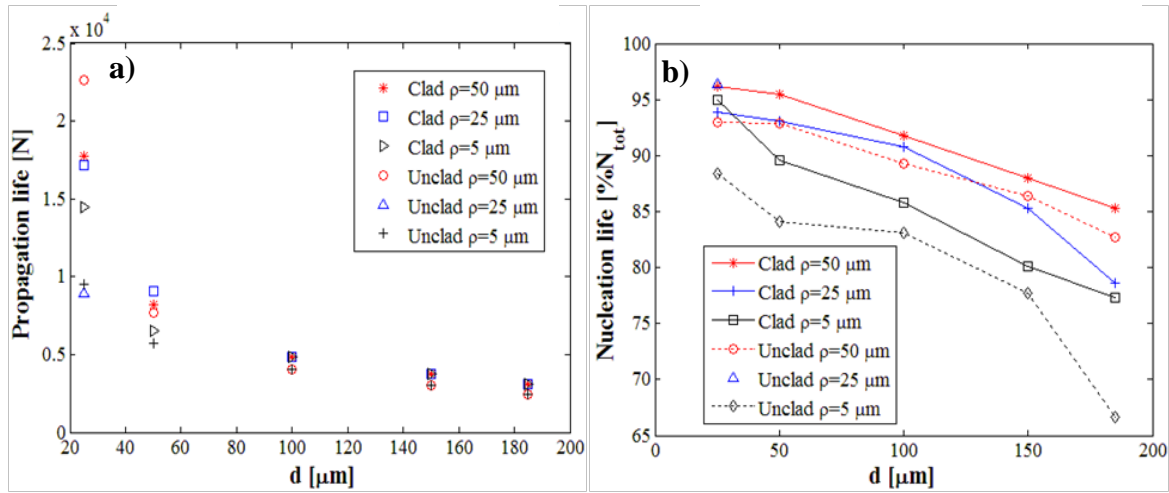 x 10⁴
2.5
2
1.5
1
0.5
0
20 40 60 80 100 120 140 160 180 200
d [µm]
Propagation life [N]
a)
Clad ρ=50 µm
Clad ρ=25 µm
Clad ρ=5 µm
Unclad ρ=50 µm
Unclad ρ=25 µm
Unclad ρ=5 µm
100
95
90
85
80
75
70
65
0 50 100 150 200
d [µm]
Nucleation life [%N_tot]
b)
Clad ρ=50 µm
Clad ρ=25 µm
Clad ρ=5 µm
Unclad ρ=50 µm
Unclad ρ=25 µm
Unclad ρ=5 µm